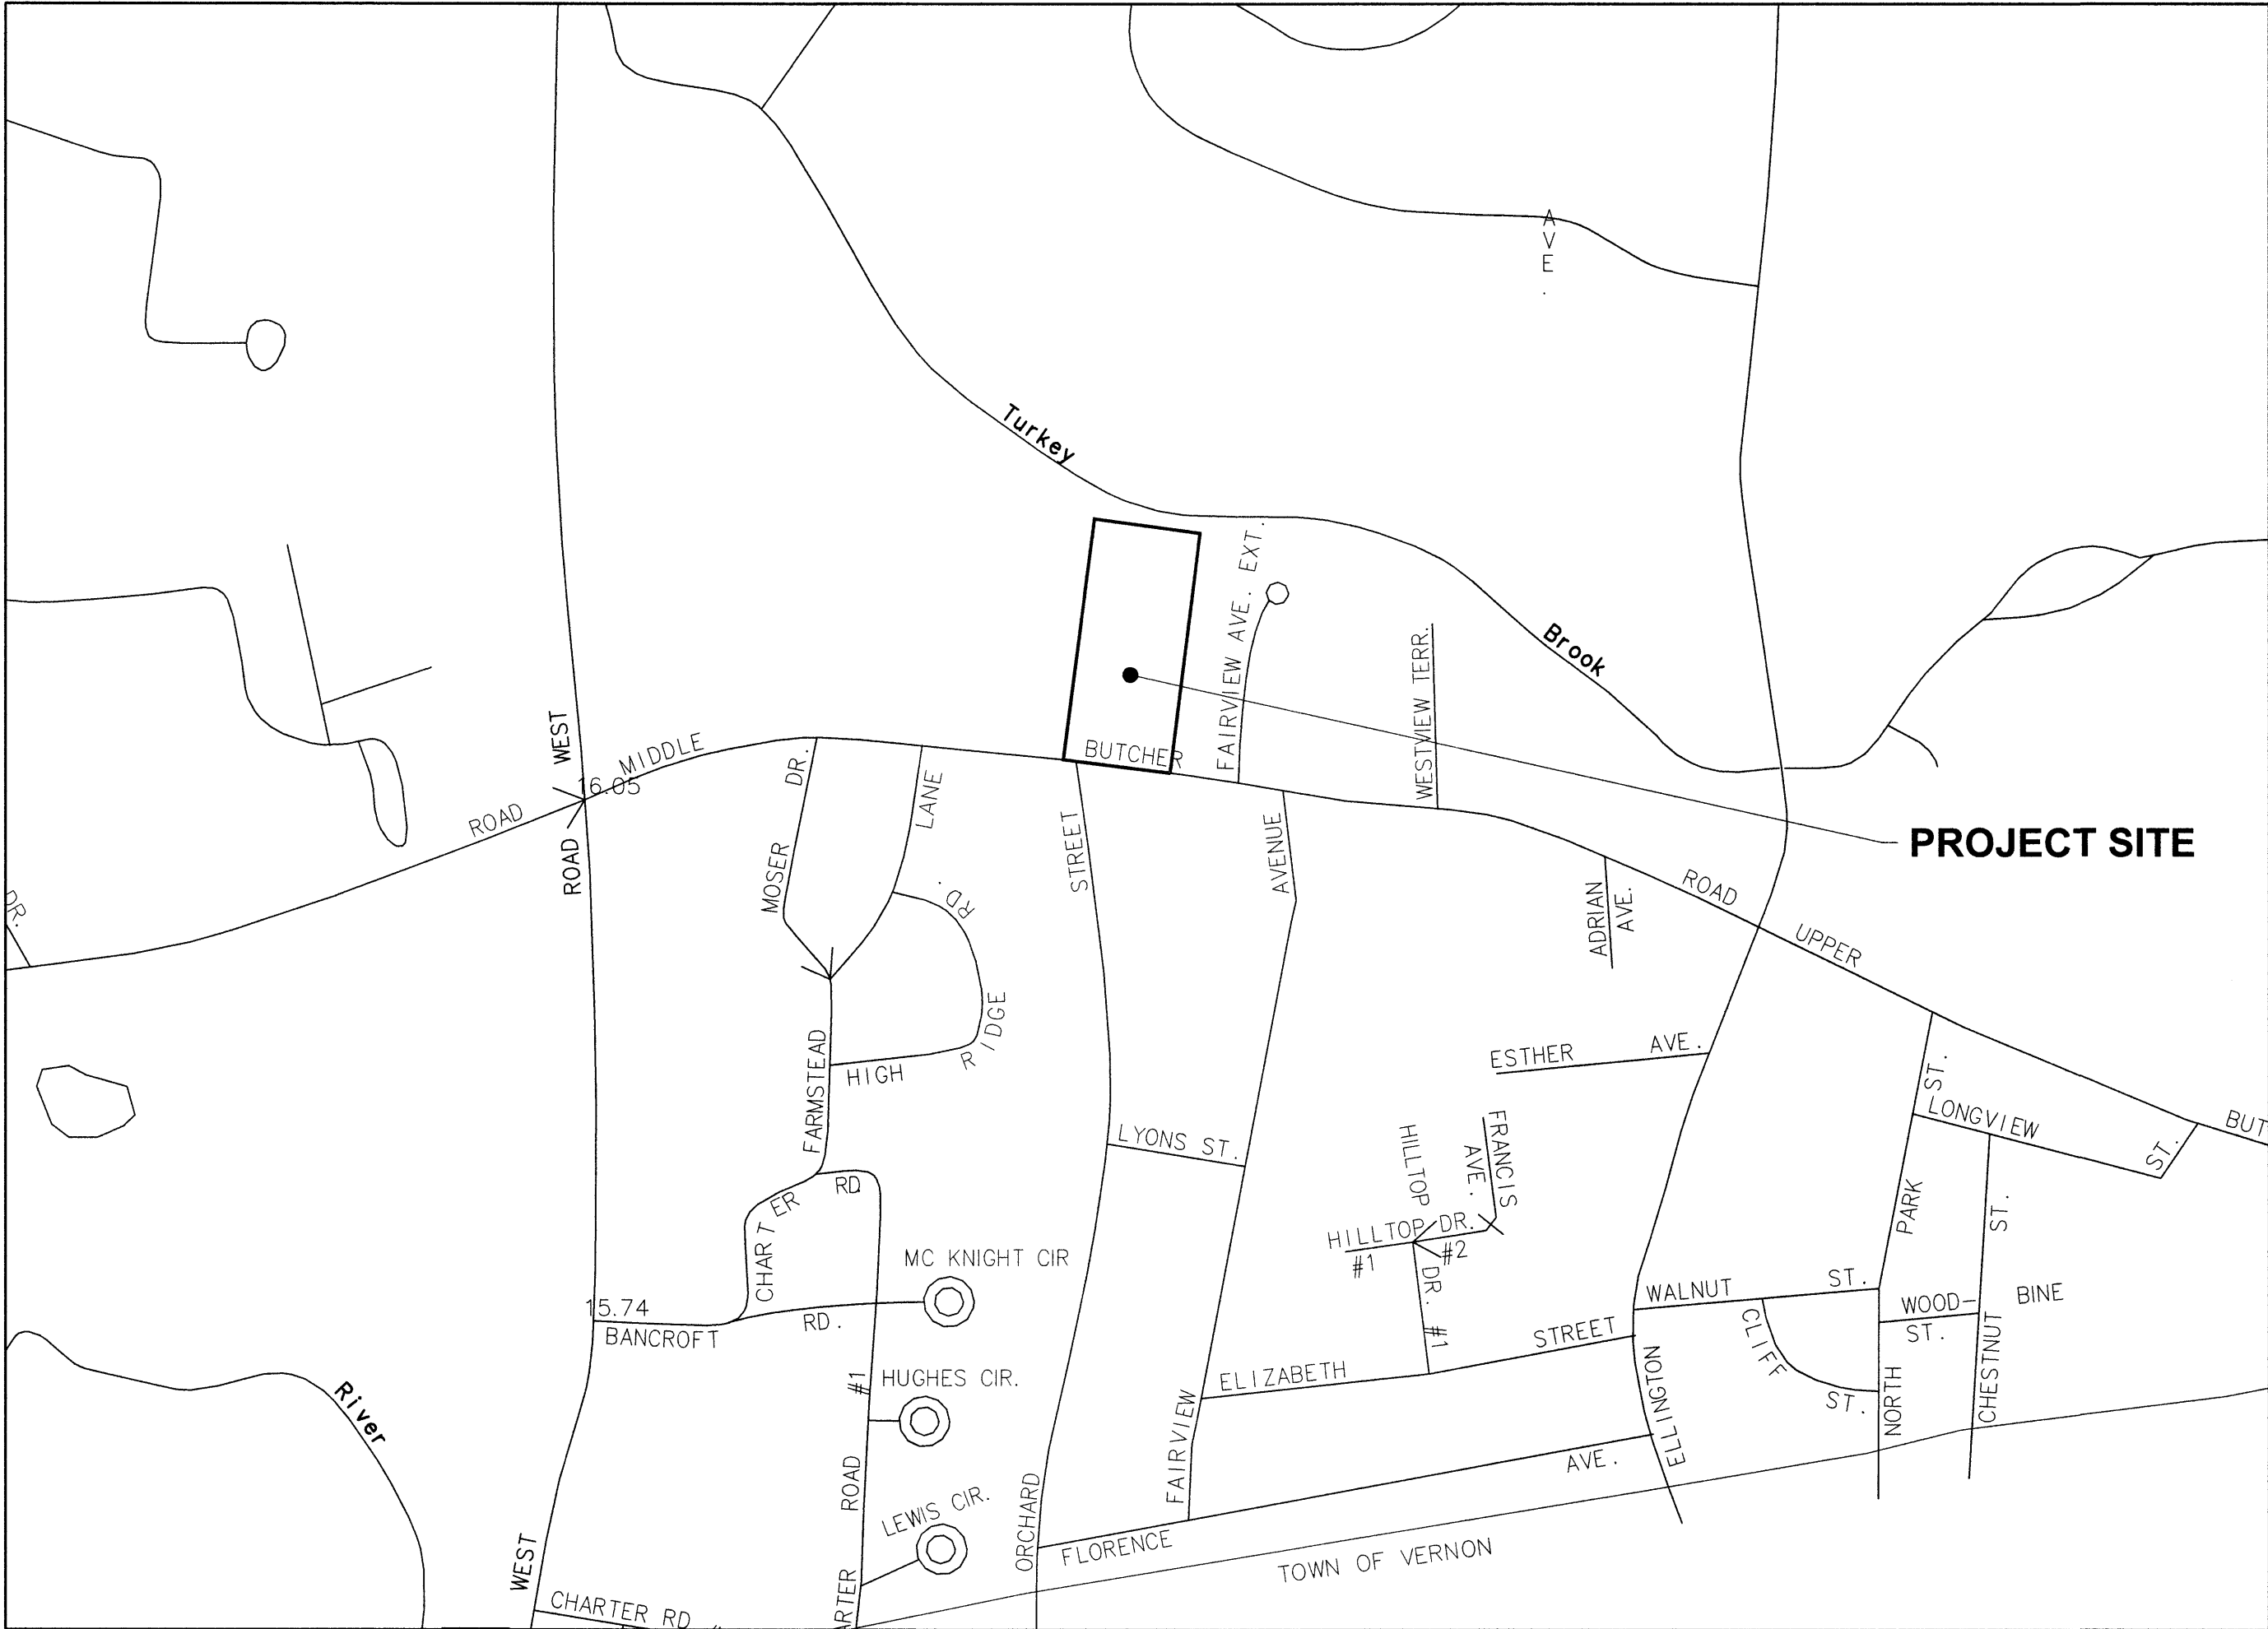 AVE.
Turkey
Brook
FAIRVIEW AVE. EXT.
WESTVIEW TERR.
WEST
ROAD
16.05
ROAD
MIDDLE
BUTCHER
ROAD
UPPER
BUT
PROJECT SITE
DR.
MOSER
DR.
LANE
FARMSTEAD
HIGH
RIDGE
RD.
STREET
AVENUE
ADRIAN
AVE.
ESTHER AVE.
LYONS ST.
FRANCIS
AVE.
HILLTOP
HILLTOP DR.
#1
#2
DR. #1
ST.
PARK
LONGVIEW
ST.
ST.
CHARTER
RD
MC KNIGHT CIR
15.74
BANCROFT
RD.
#1
HUGHES CIR.
ROAD
LEWIS CIR.
ARTER
WEST
CHARTER RD
River
ORCHARD
FAIRVIEW
ELIZABETH
STREET
FLORENCE
AVE.
ELLINGTON
WALNUT ST.
CLIFF
ST.
NORTH
WOOD-
BINE
ST.
CHESTNUT
TOWN OF VERNON